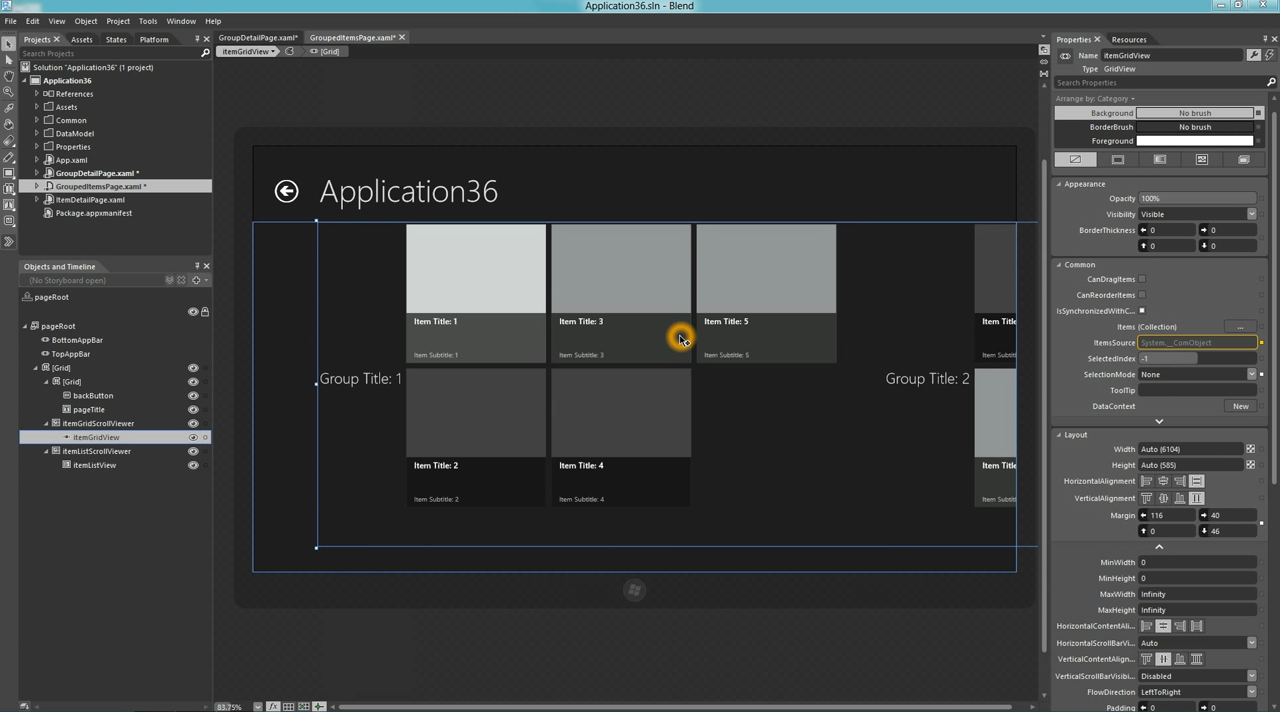 Application36.sln - Blend
File Edit View Object Project Tools Window Help
Projects Assets States Platform
Search Projects
Solution "Application36" (1 project)
Application36
References
Assets
Common
DataModel
Properties
App.xaml
GroupDetailPage.xaml *
GroupedItemsPage.xaml *
ItemDetailPage.xaml
Package.appxmanifest
Objects and Timeline
(No Storyboard open)
pageRoot
pageRoot
BottomAppBar
TopAppBar
[Grid]
[Grid]
backButton
pageTitle
itemGridScrollViewer
itemGridView
itemListScrollViewer
itemListView
GroupDetailPage.xaml* GroupedItemsPage.xaml*
itemGridView [Grid]
Application36
Item Title: 1 Item Title: 3 Item Title: 5 Item Title
Item Subtitle: 1 Item Subtitle: 3 Item Subtitle: 5 Item Subtit
Group Title: 1 Group Title: 2
Item Title: 2 Item Title: 4 Item Title
Item Subtitle: 2 Item Subtitle: 4 Item Subtit
83.75% fx
Properties Resources
Name itemGridView
Type GridView
Search Properties
Arrange by: Category
Background No brush
BorderBrush No brush
Foreground
Appearance
Opacity 100%
Visibility Visible
BorderThickness 0 0
0 0
Common
CanDragItems
CanReorderItems
IsSynchronizedWithC...
Items (Collection) ...
ItemsSource System.__ComObject
SelectedIndex -1
SelectionMode None
ToolTip
DataContext New
Layout
Width Auto (6104)
Height Auto (585)
HorizontalAlignment
VerticalAlignment
Margin 116 40
0 46
MinWidth 0
MinHeight 0
MaxWidth Infinity
MaxHeight Infinity
HorizontalContentAli...
HorizontalScrollBarVi... Auto
VerticalContentAlign...
VerticalScrollBarVisibi... Disabled
FlowDirection LeftToRight
Padding 0 0